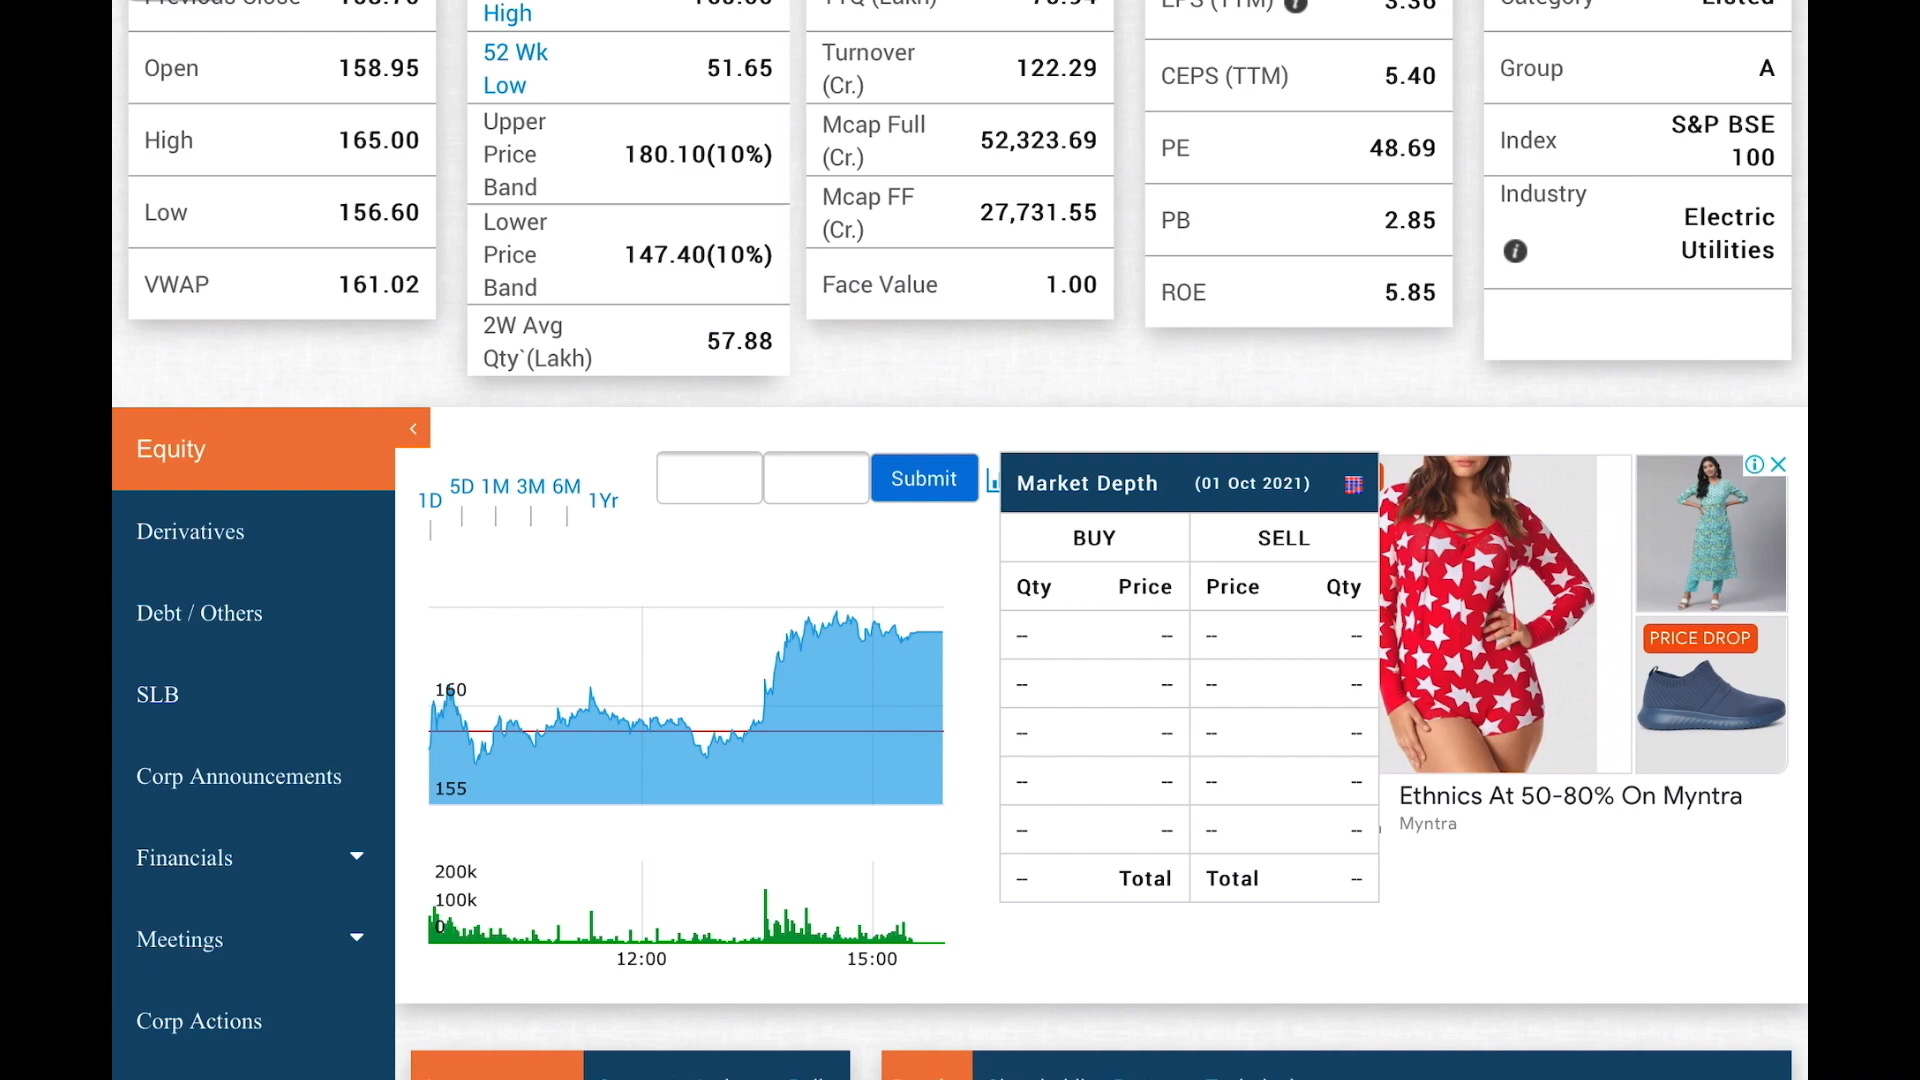 Open 158.95
High 165.00
Low 156.60
VWAP 161.02
High
52 Wk
Low
51.65
Upper
Price
Band
180.10(10%)
Lower
Price
Band
147.40(10%)
2W Avg
Qty`(Lakh)
57.88
Turnover
(Cr.)
122.29
Mcap Full
(Cr.)
52,323.69
Mcap FF
(Cr.)
27,731.55
Face Value 1.00
EPS (TTM) 3.36
CEPS (TTM) 5.40
PE 48.69
PB 2.85
ROE 5.85
Category Listed
Group A
Index
S&P BSE
100
Industry
Electric
Utilities
Equity
Derivatives
Debt / Others
SLB
Corp Announcements
Financials
Meetings
Corp Actions
1D 5D 1M 3M 6M 1Yr
Submit
160
155
200k
100k
0
12:00 15:00
Market Depth (01 Oct 2021)
BUY SELL
Qty Price Price Qty
-- -- -- --
-- -- -- --
-- -- -- --
-- -- -- --
-- -- -- --
-- Total Total --
PRICE DROP
Ethnics At 50-80% On Myntra
Myntra